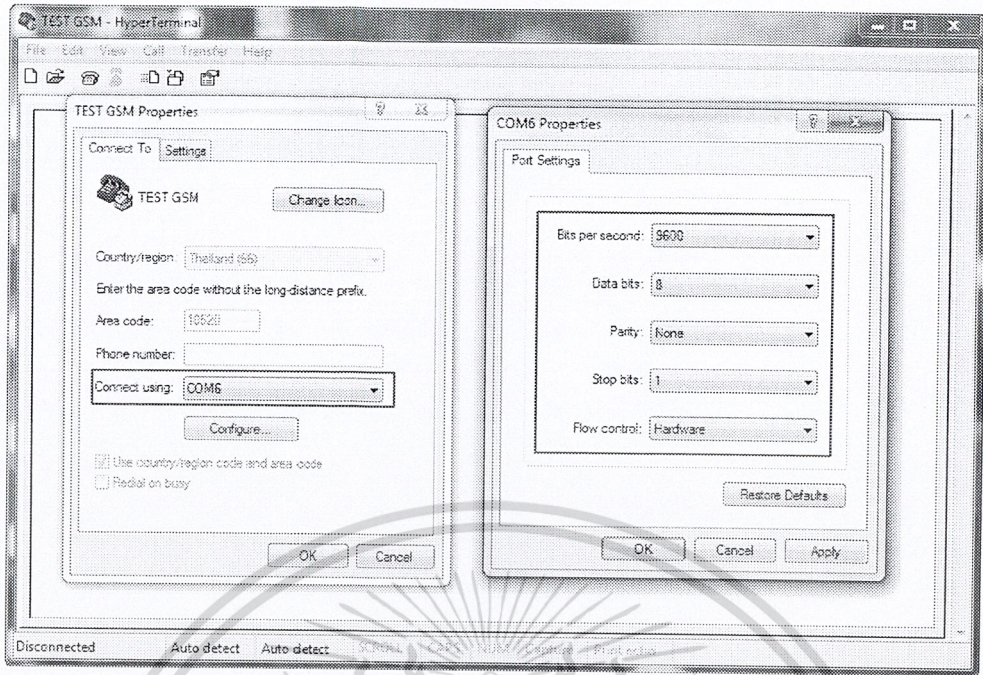 TEST GSM - HyperTerminal
File Edit View Call Transfer Help
TEST GSM Properties
Connect To Settings
TEST GSM
Change Icon...
Country/region: Thailand (66)
Enter the area code without the long-distance prefix.
Area code: 10520
Phone number:
Connect using: COM6
Configure...
Use country/region code and area code
Redial on busy
OK Cancel
COM6 Properties
Port Settings
Bits per second: 9600
Data bits: 8
Parity: None
Stop bits: 1
Flow control: Hardware
Restore Defaults
OK Cancel Apply
Disconnected Auto detect Auto detect SCROLL CAPS NUM Capture Print echo